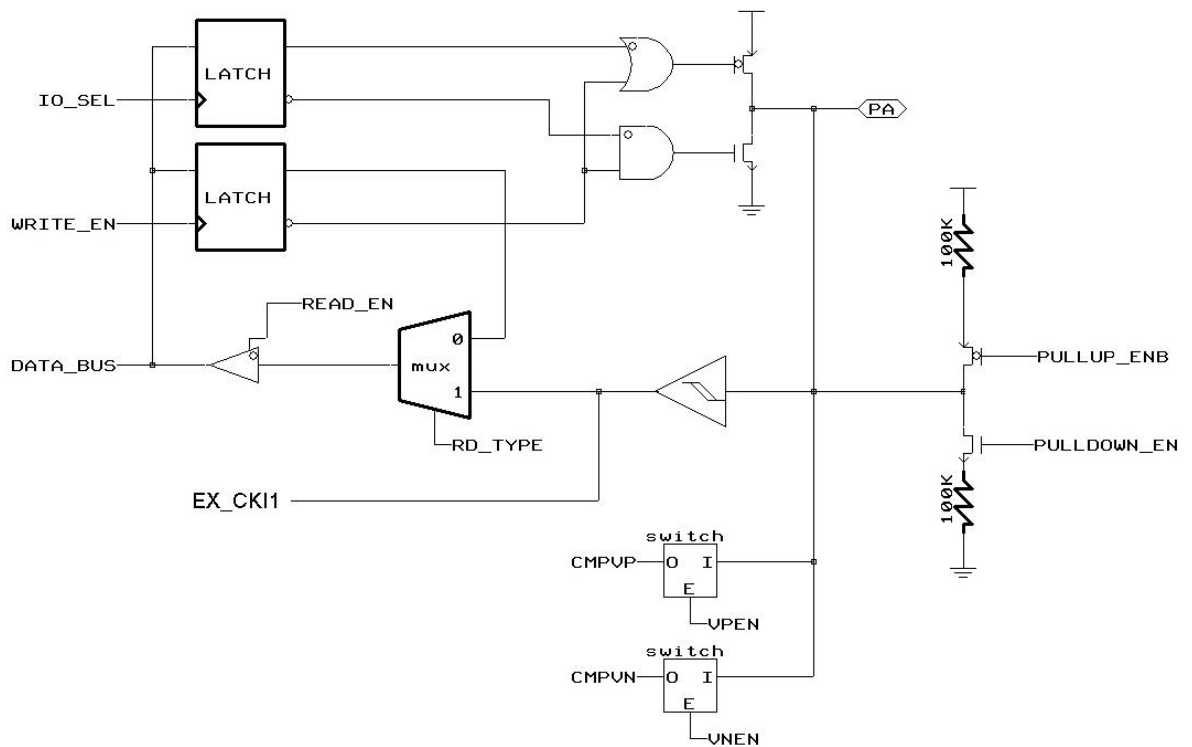 LATCH
IO_SEL
PA
LATCH
WRITE_EN
100K
READ_EN
0
DATA_BUS
mux
PULLUP_ENB
1
RD_TYPE
PULLDOWN_EN
EX_CKI1
100K
switch
CMPVP O I
E
VPEN
switch
CMPVN O I
E
VNEN